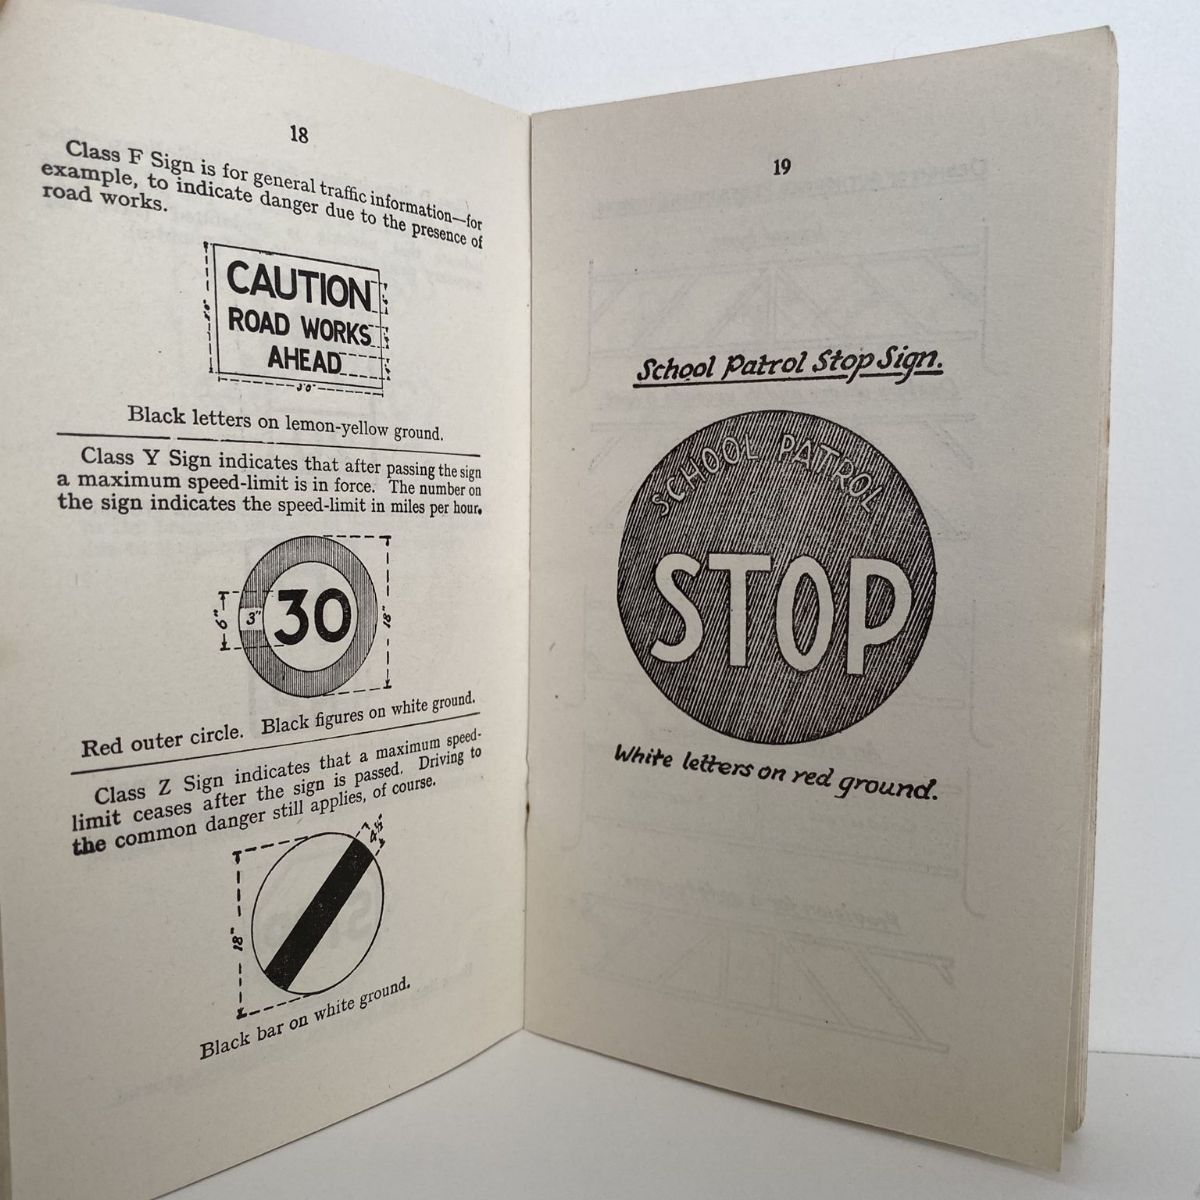 18
Class F Sign is for general traffic information—for
example, to indicate danger due to the presence of
road works.
CAUTION
ROAD WORKS
AHEAD
3'0"
Black letters on lemon-yellow ground.
Class Y Sign indicates that after passing the sign
a maximum speed-limit is in force. The number on
the sign indicates the speed-limit in miles per hour.
6"
3"
30
18"
Red outer circle. Black figures on white ground.
Class Z Sign indicates that a maximum speed-
limit ceases after the sign is passed. Driving to
the common danger still applies, of course.
4½"
18"
Black bar on white ground.
19
School Patrol Stop Sign.
SCHOOL PATROL
STOP
White letters on red ground.